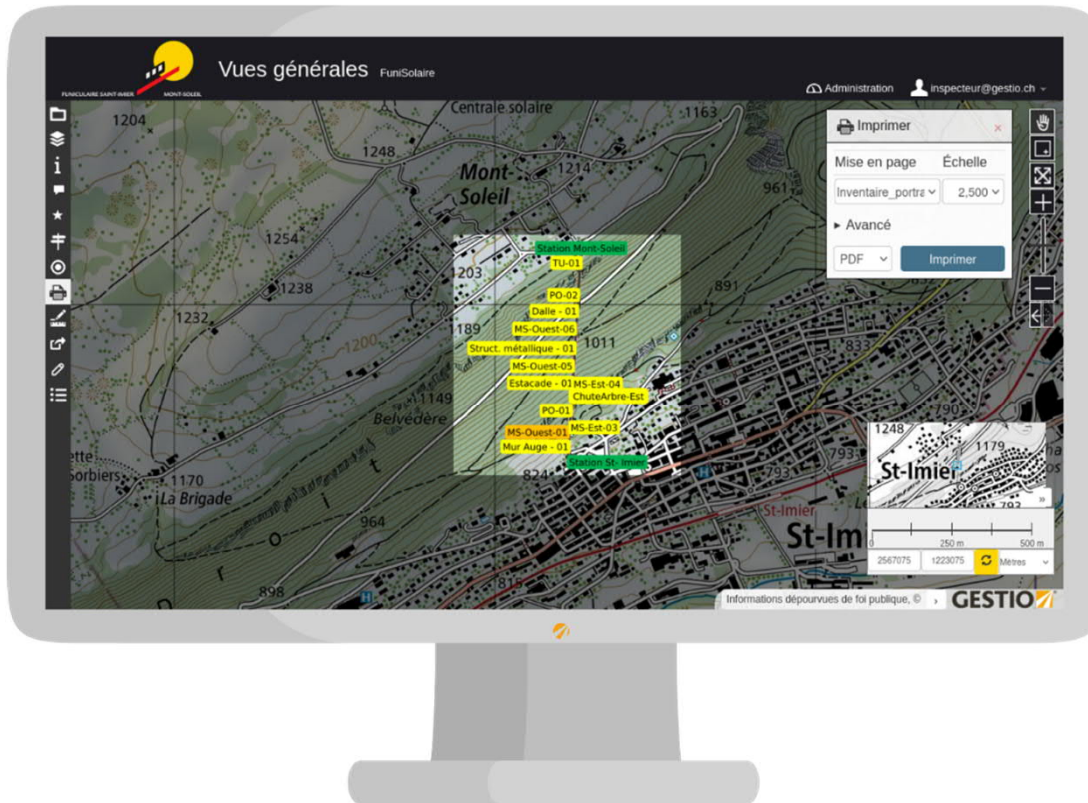 Vues générales FuniSolaire
FUNICULAIRE SAINT-IMIER MONT-SOLEIL
Administration inspecteur@gestio.ch
Imprimer ×
Mise en page Échelle
Inventaire_portra 2,500
Avancé
PDF Imprimer
Centrale solaire
1204
1163
1248
Mont-
Soleil
1214
961
1254
Station Mont-Soleil
TU-01
1203
1238
891
PO-02
Dalle - 01
1232
1189
MS-Ouest-06
1200
Struct. métallique - 01
1011
833
MS-Ouest-05
Estacade - 01
MS-Est-04
1149
ChuteArbre-Est
790
PO-01
Belvédère
MS-Ouest-01
MS-Est-03
Mur Auge - 01
Station St- Imier
824
793
793
1170
La Brigade
St-Imier
964
St-Im
d
r
o
i
t
898
815
H
H
1248
1179
St-Imier
793
0 250 m 500 m
2567075 1223075 Mètres
Informations dépourvues de foi publique, © › GESTIO